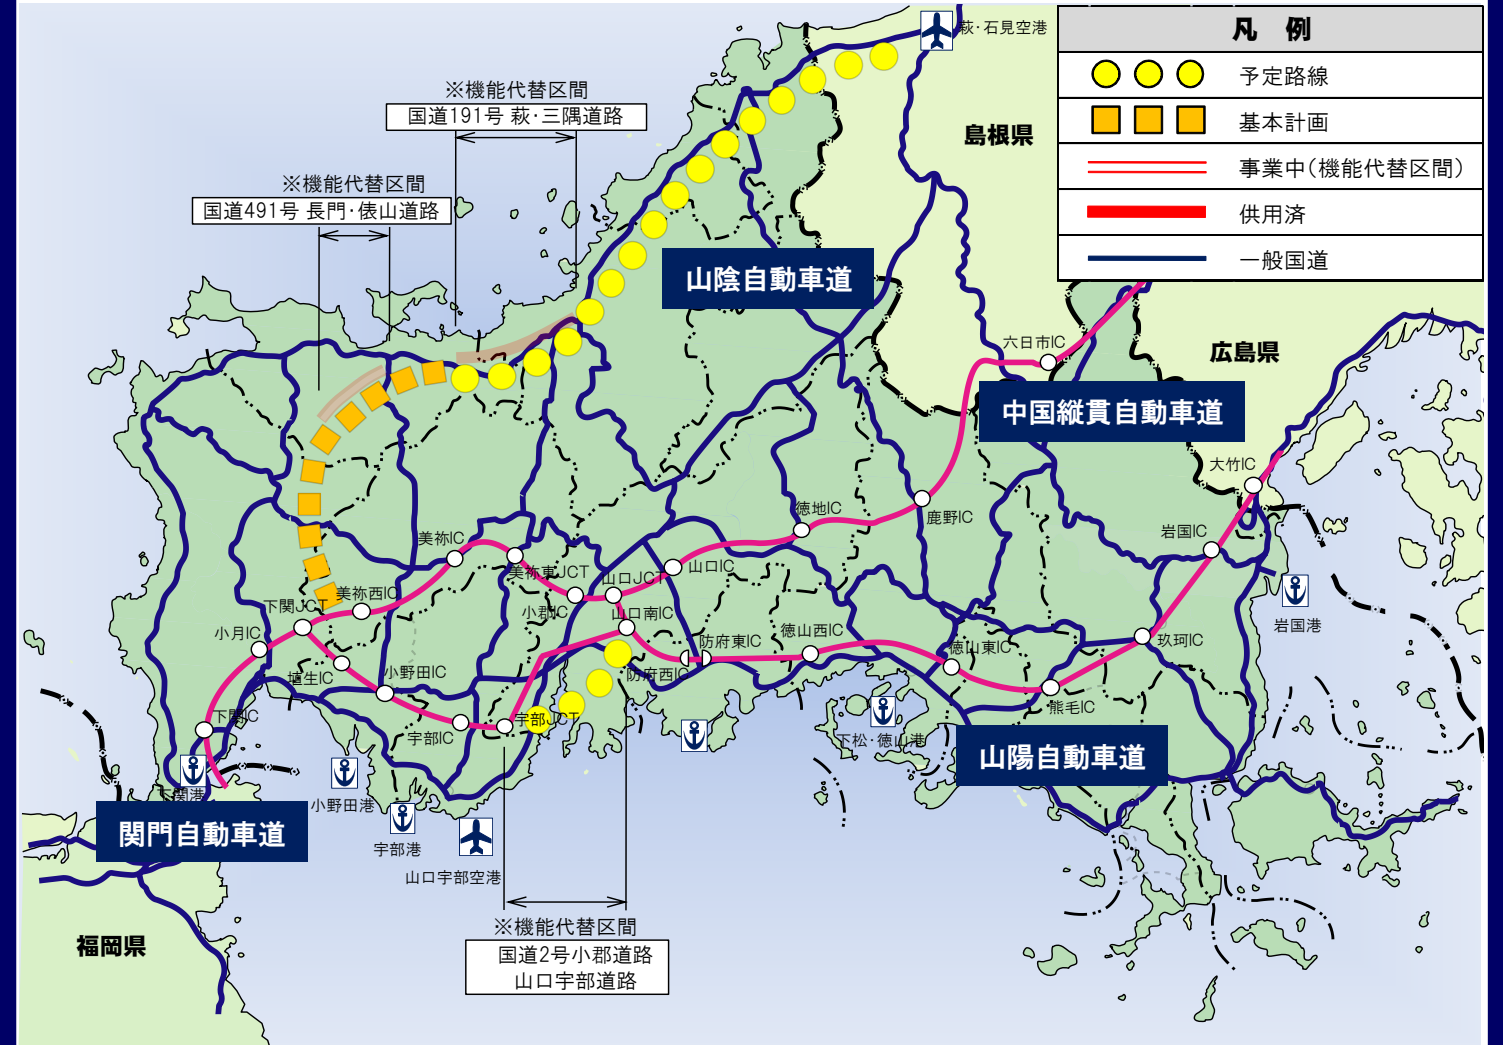 萩・石見空港
凡 例
予定路線
基本計画
事業中(機能代替区間)
供用済
一般国道
※機能代替区間
国道191号 萩・三隅道路
※機能代替区間
国道491号 長門・俵山道路
島根県
山陰自動車道
六日市IC
広島県
中国縦貫自動車道
大竹IC
徳地IC
鹿野IC
岩国IC
美祢IC
美祢東JCT
山口JCT
山口IC
美祢西IC
下関JCT
小郡IC
山口南IC
岩国港
小月IC
防府東IC
徳山西IC
徳山東IC
玖珂IC
埴生IC
小野田IC
防府西IC
熊毛IC
下関IC
宇部IC
宇部JCT
下松・徳山港
山陽自動車道
下関港
小野田港
関門自動車道
宇部港
山口宇部空港
※機能代替区間
国道2号小郡道路
山口宇部道路
福岡県